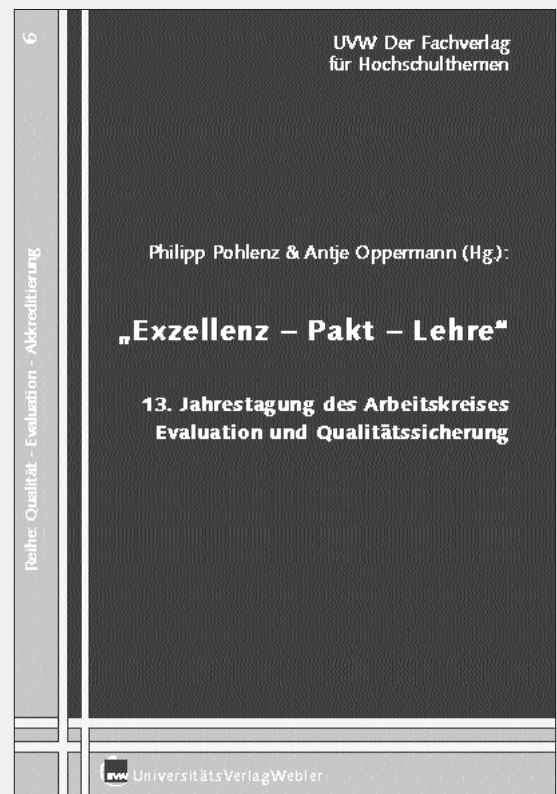 6
Reihe: Qualität - Evaluation - Akkreditierung
UVW Der Fachverlag
für Hochschulthemen
Philipp Pohlenz & Antje Oppermann (Hg.):
„Exzellenz – Pakt – Lehre“
13. Jahrestagung des Arbeitskreises
Evaluation und Qualitätssicherung
UVW UniversitätsVerlagWebler